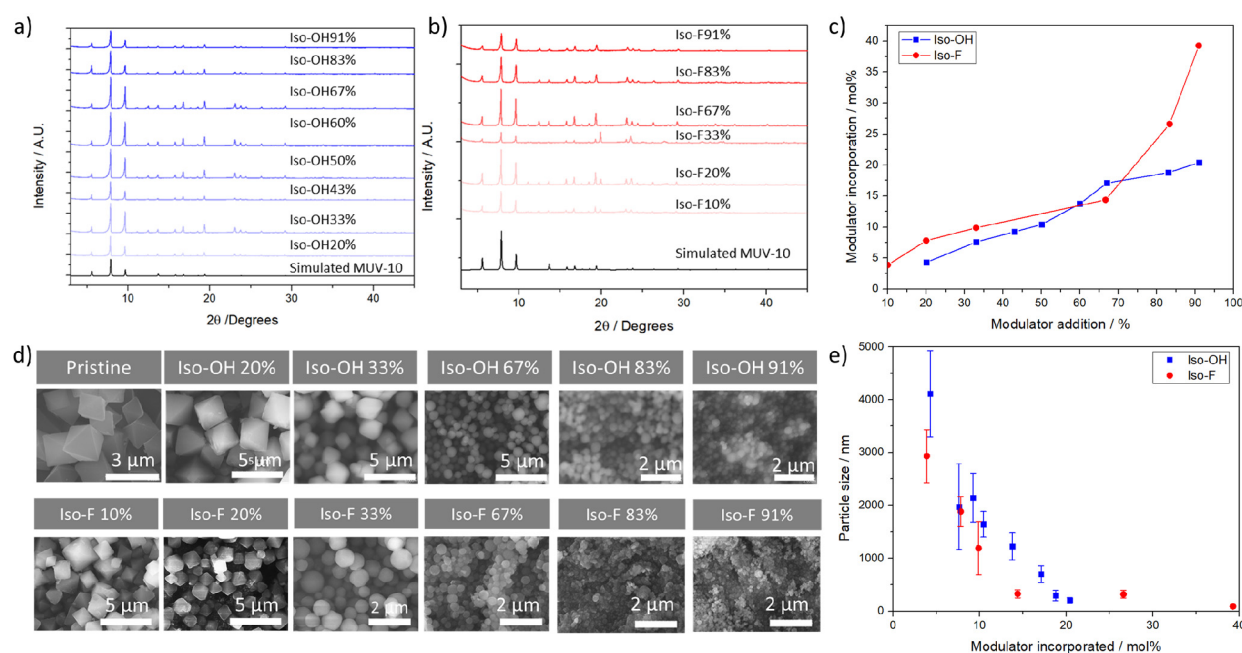 a)
Iso-OH91%
Iso-OH83%
Iso-OH67%
Iso-OH60%
Iso-OH50%
Iso-OH43%
Iso-OH33%
Iso-OH20%
Simulated MUV-10
Intensity / A.U.
10 20 30 40
2θ /Degrees
b)
Iso-F91%
Iso-F83%
Iso-F67%
Iso-F33%
Iso-F20%
Iso-F10%
Simulated MUV-10
Intensity / A.U.
10 20 30 40
2θ /Degrees
c)
Iso-OH
Iso-F
Modulator incorporation / mol%
40
35
30
25
20
15
10
5
0
10 20 30 40 50 60 70 80 90 100
Modulator addition / %
d)
Pristine Iso-OH 20% Iso-OH 33% Iso-OH 67% Iso-OH 83% Iso-OH 91%
3 μm 5 μm 5 μm 5 μm 2 μm 2 μm
Iso-F 10% Iso-F 20% Iso-F 33% Iso-F 67% Iso-F 83% Iso-F 91%
5 μm 5 μm 2 μm 2 μm 2 μm 2 μm
e)
Iso-OH
Iso-F
Particle size / nm
5000
4000
3000
2000
1000
0
0 10 20 30 40
Modulator incorporated / mol%